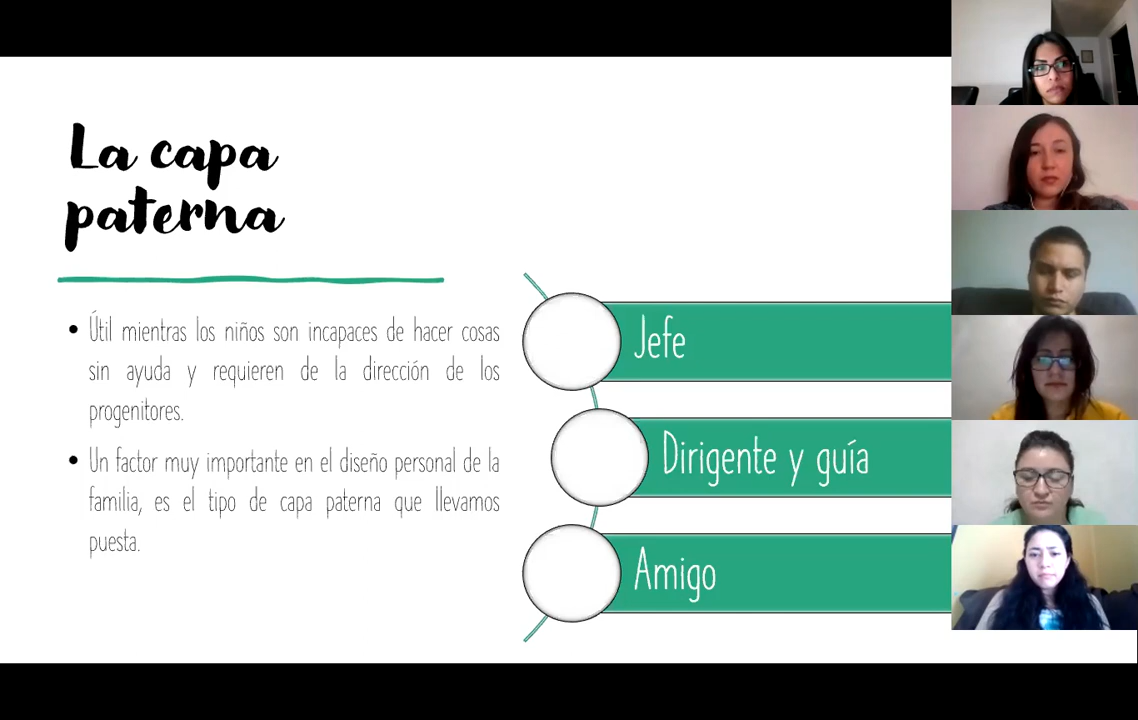 La capa
paterna
• Útil mientras los niños son incapaces de hacer cosas
sin ayuda y requieren de la dirección de los
progenitores.
• Un factor muy importante en el diseño personal de la
familia, es el tipo de capa paterna que llevamos
puesta.
Jefe
Dirigente y guía
Amigo